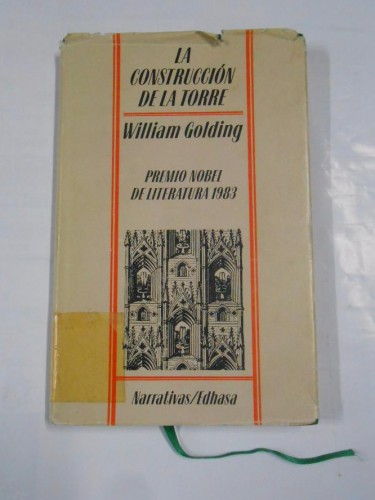 LA
CONSTRUCCIÓN
DE LA TORRE
William Golding
PREMIO NOBEL
DE LITERATURA 1983
Narrativas/Edhasa